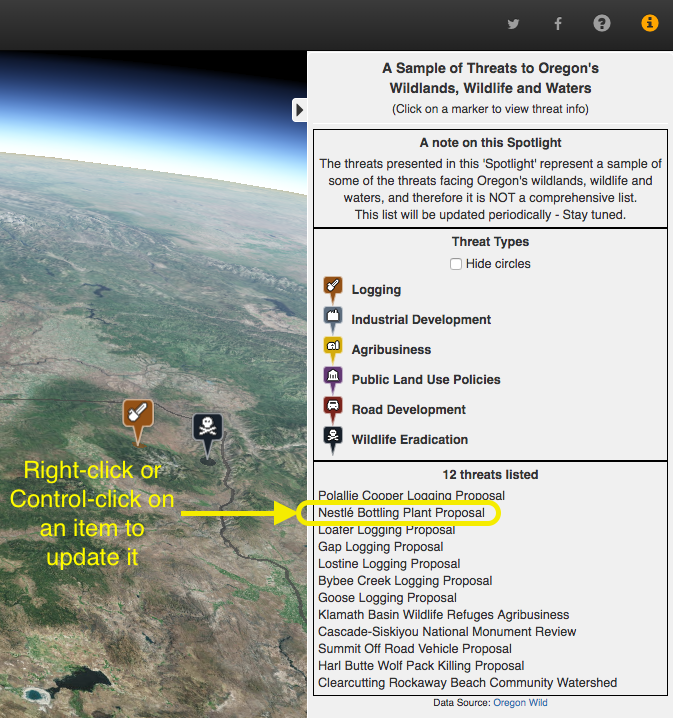 A Sample of Threats to Oregon's
Wildlands, Wildlife and Waters
(Click on a marker to view threat info)
A note on this Spotlight
The threats presented in this 'Spotlight' represent a sample of
some of the threats facing Oregon's wildlands, wildlife and
waters, and therefore it is NOT a comprehensive list.
This list will be updated periodically - Stay tuned.
Threat Types
Hide circles
Logging
Industrial Development
Agribusiness
Public Land Use Policies
Road Development
Wildlife Eradication
Right-click or
Control-click on
an item to
update it
12 threats listed
Polallie Cooper Logging Proposal
Nestlé Bottling Plant Proposal
Loafer Logging Proposal
Gap Logging Proposal
Lostine Logging Proposal
Bybee Creek Logging Proposal
Goose Logging Proposal
Klamath Basin Wildlife Refuges Agribusiness
Cascade-Siskiyou National Monument Review
Summit Off Road Vehicle Proposal
Harl Butte Wolf Pack Killing Proposal
Clearcutting Rockaway Beach Community Watershed
Data Source: Oregon Wild